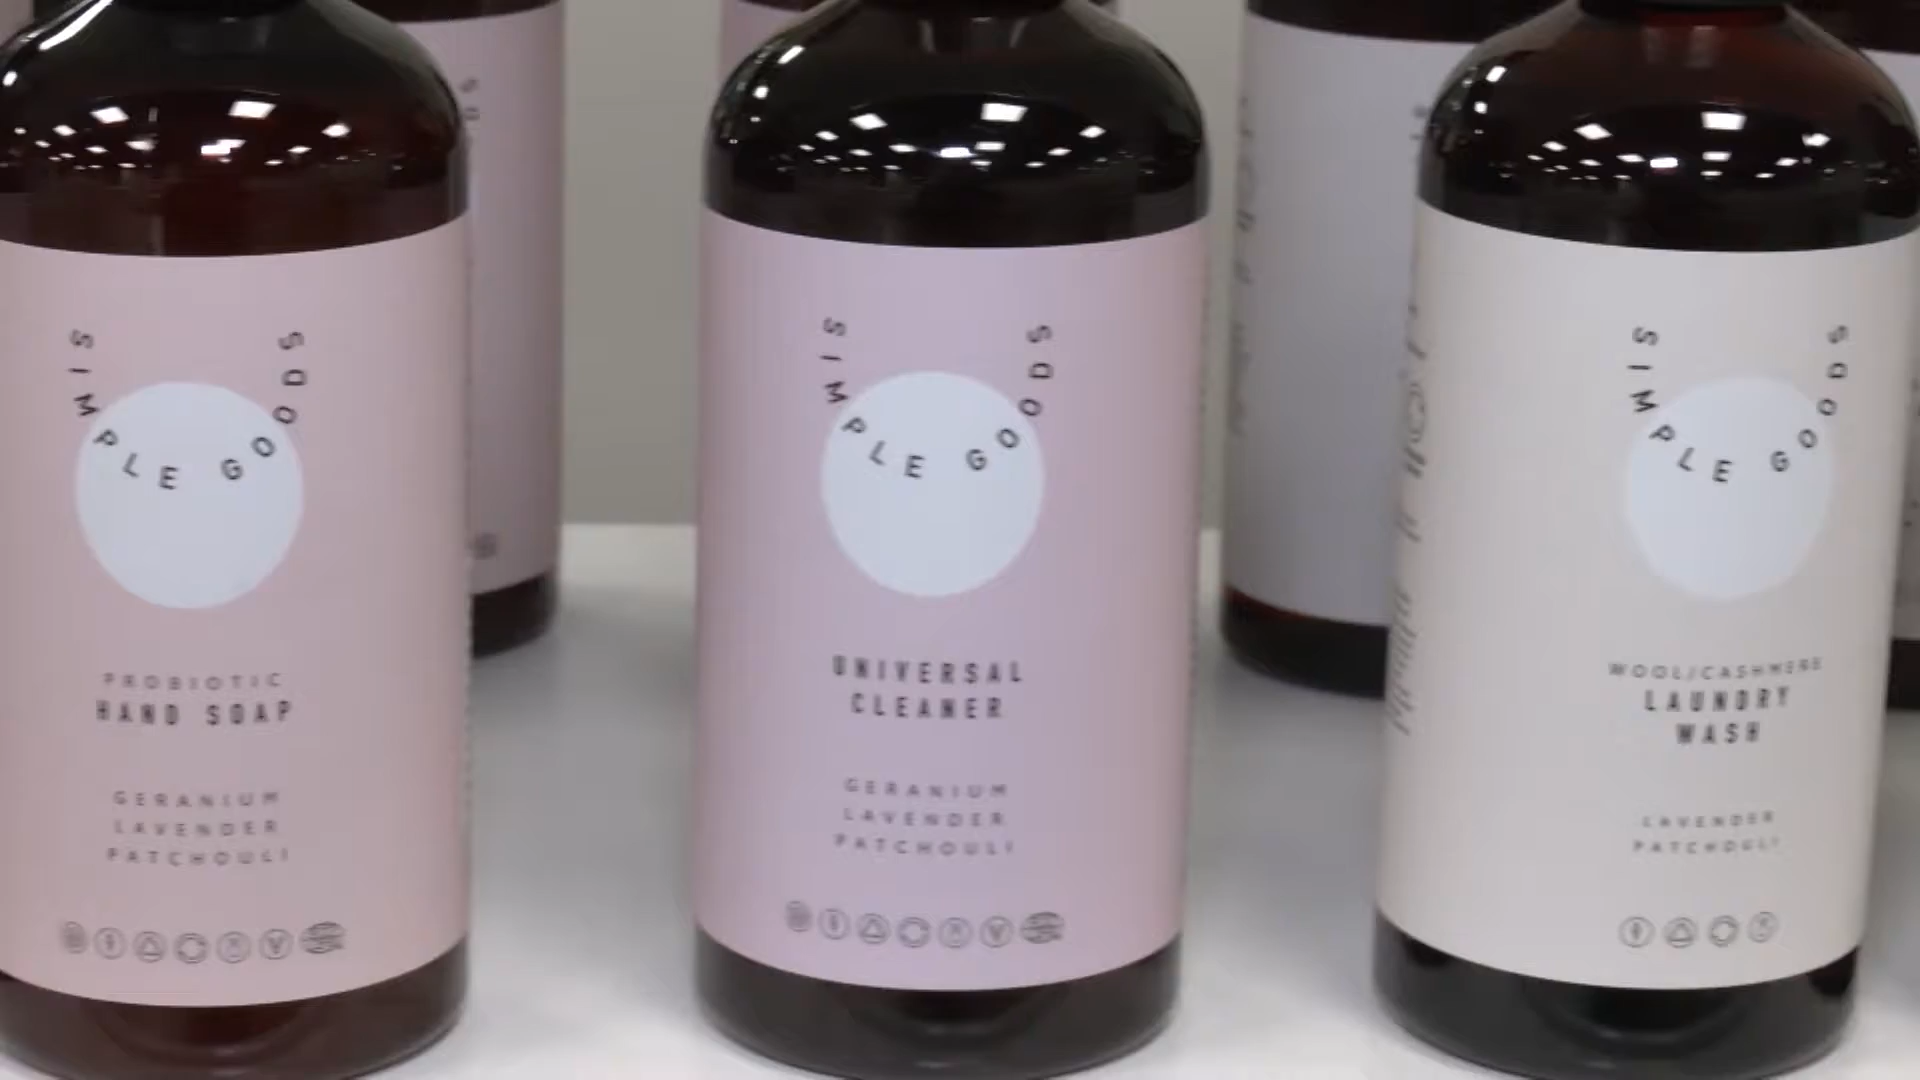 SIMPLE GOODS
PROBIOTIC
HAND SOAP
GERANIUM
LAVENDER
PATCHOULI
SIMPLE GOODS
UNIVERSAL
CLEANER
GERANIUM
LAVENDER
PATCHOULI
SIMPLE GOODS
WOOL/CASHMERE
LAUNDRY
WASH
LAVENDER
PATCHOULI